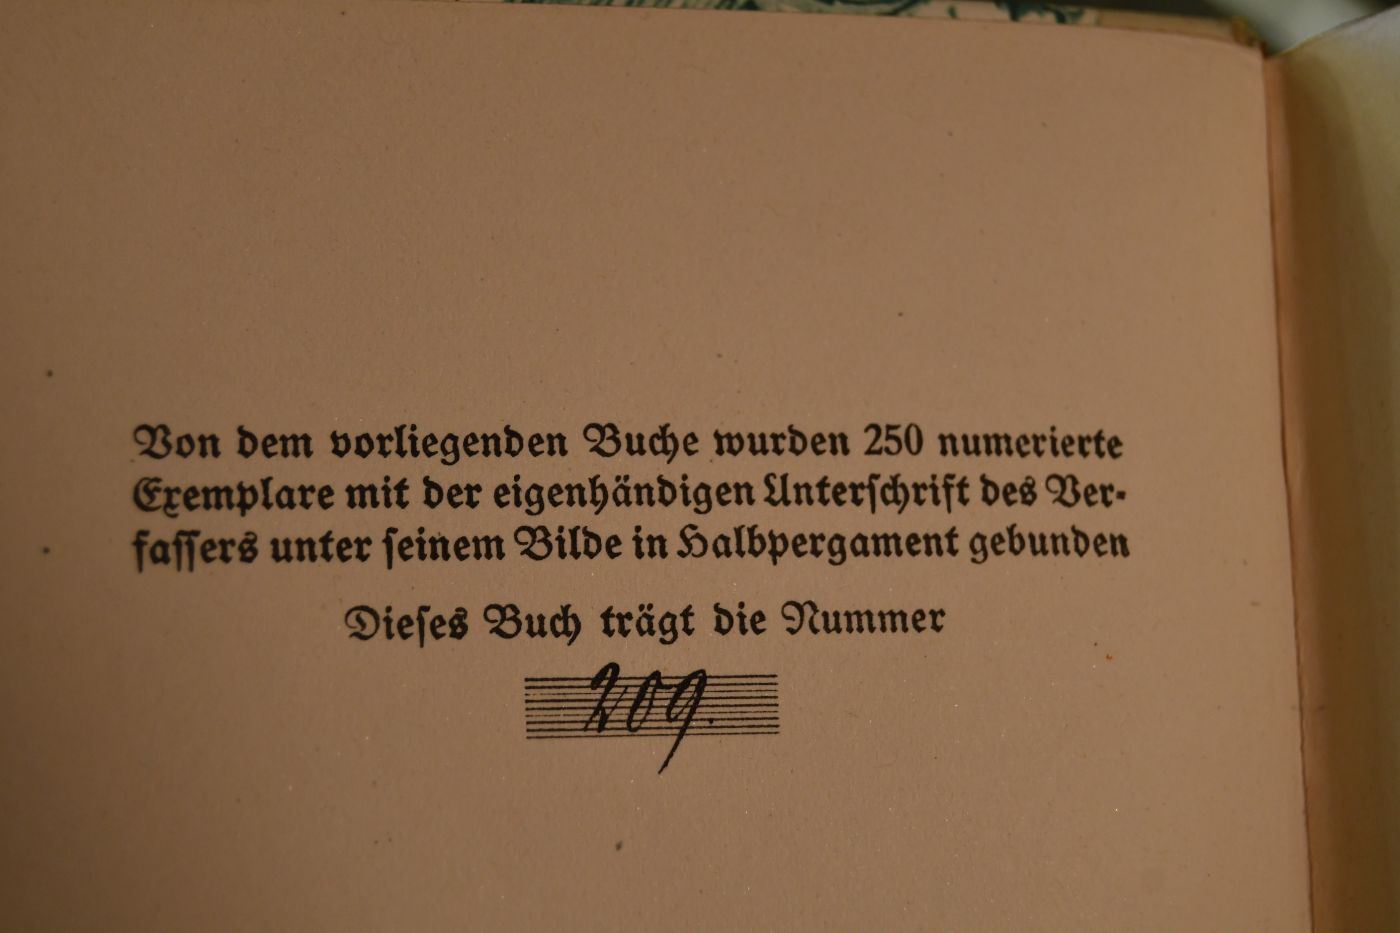 Von dem vorliegenden Buche wurden 250 numerierte
Exemplare mit der eigenhändigen Unterschrift des Ver-
fassers unter seinem Bilde in Halbpergament gebunden
Dieses Buch trägt die Nummer
209.